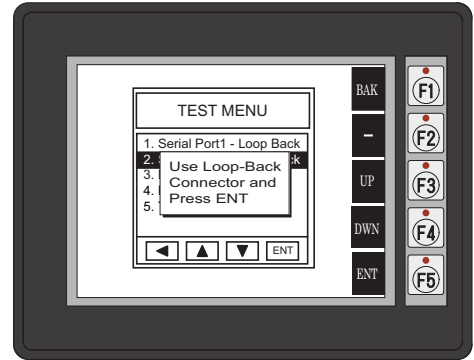 TEST MENU
1. Serial Port1 - Loop Back
2. S ck
3.
4.
5.
Use Loop-Back
Connector and
Press ENT
ENT
BAK
–
UP
DWN
ENT
F1
F2
F3
F4
F5